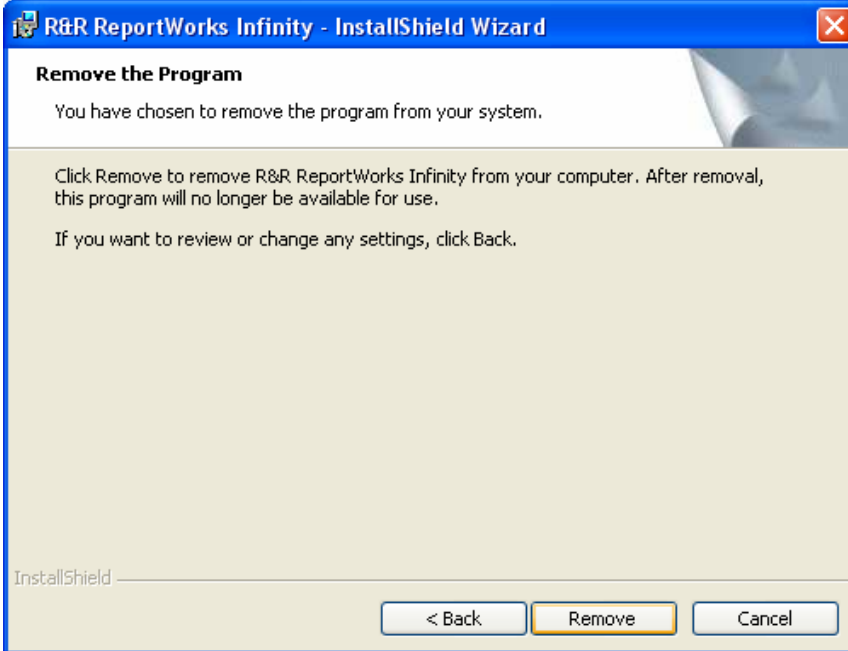 R&R ReportWorks Infinity - InstallShield Wizard
Remove the Program
You have chosen to remove the program from your system.
Click Remove to remove R&R ReportWorks Infinity from your computer. After removal,
this program will no longer be available for use.
If you want to review or change any settings, click Back.
InstallShield
< Back Remove Cancel